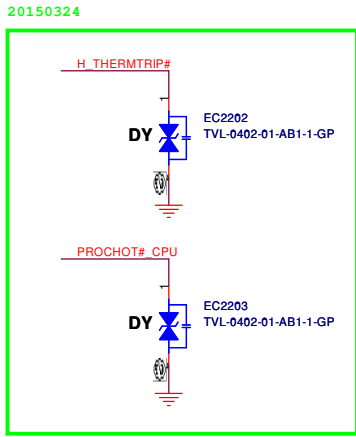 20150324
H_THERMTRIP#
1
EC2202
DY
TVL-0402-01-AB1-1-GP
PROCHOT#_CPU
1
EC2203
DY
TVL-0402-01-AB1-1-GP